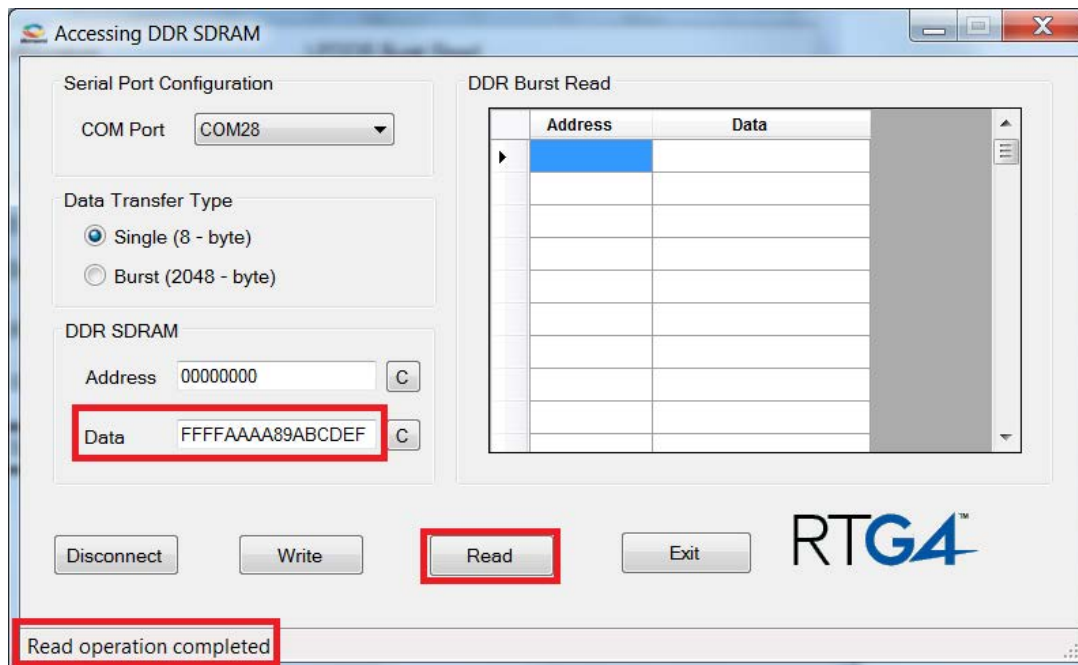 Accessing DDR SDRAM
Serial Port Configuration
COM Port COM28
Data Transfer Type
Single (8 - byte)
Burst (2048 - byte)
DDR SDRAM
Address 00000000 C
Data FFFFAAAA89ABCDEF C
DDR Burst Read
Address Data
Disconnect Write Read Exit
RTG4™
Read operation completed